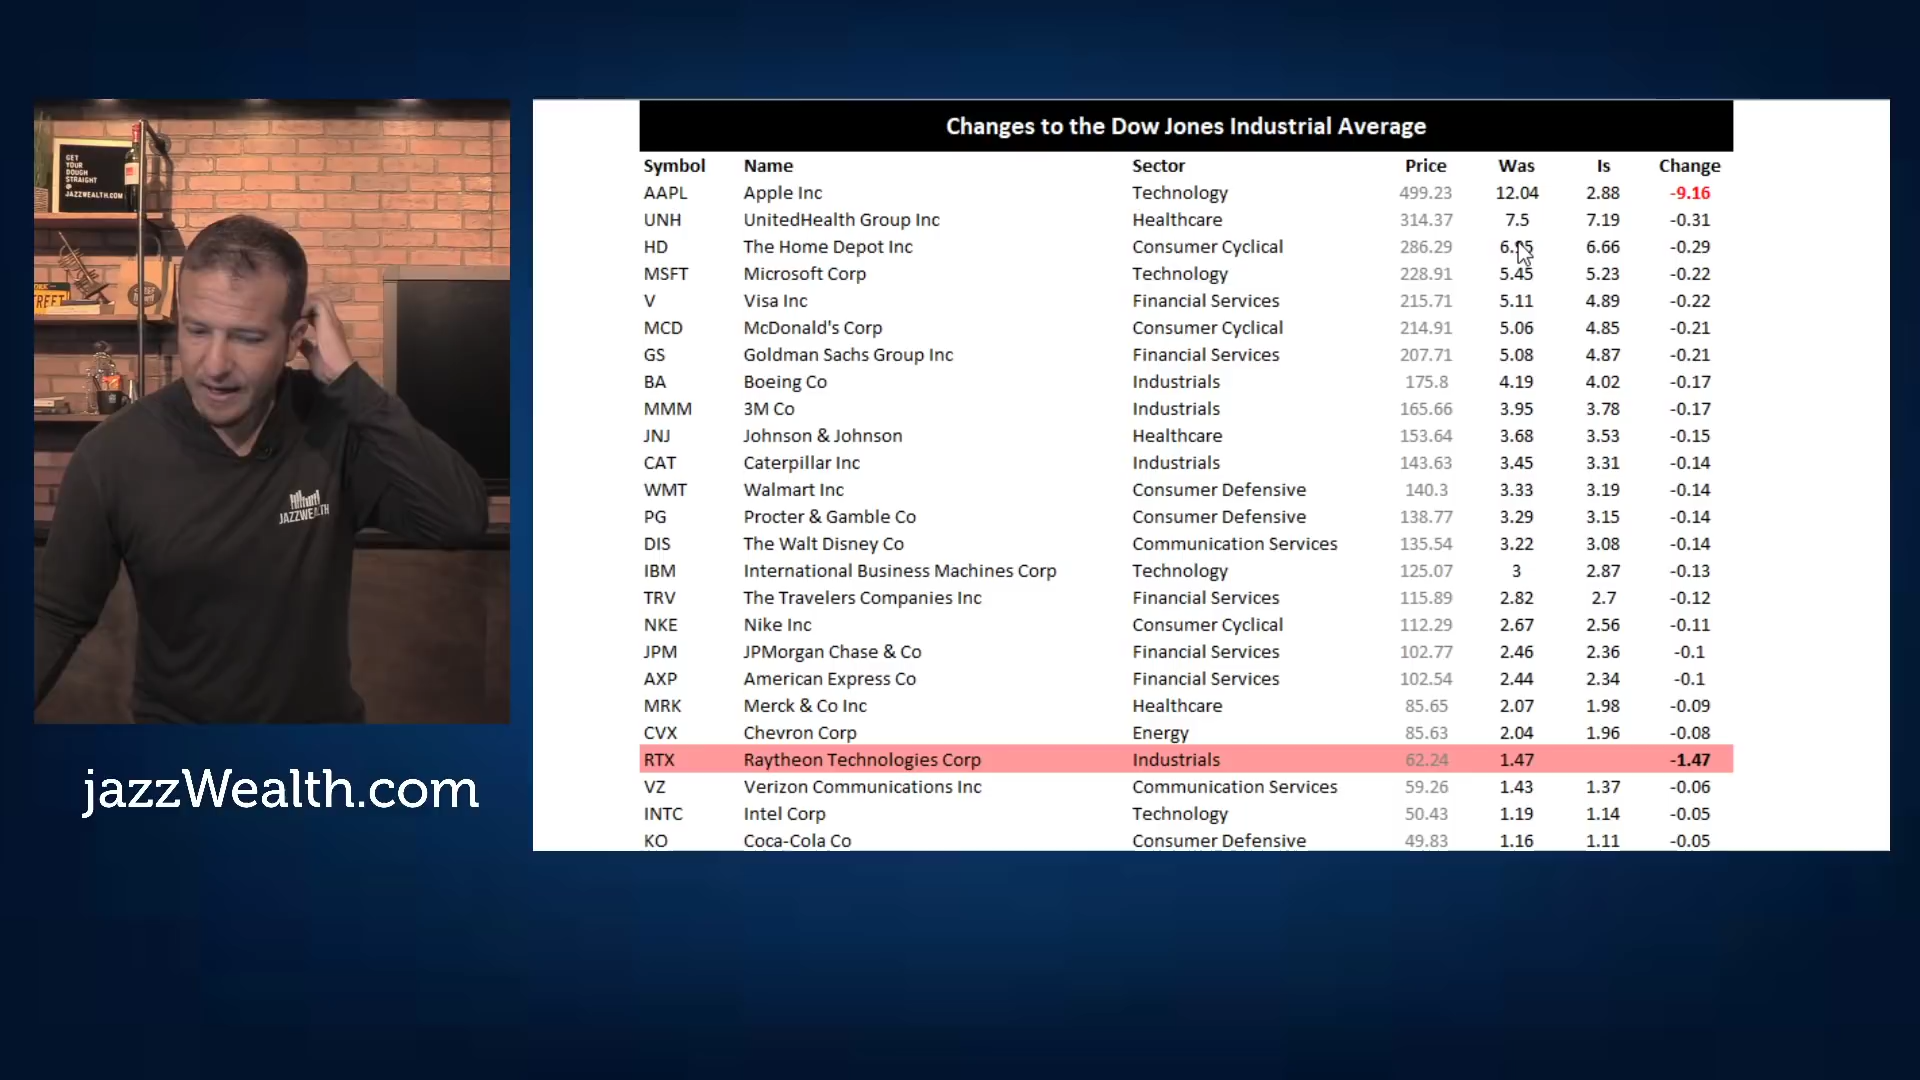 GET
YOUR
DOUGH
STRAIGHT
@
JAZZWEALTH.COM
JAZZWEALTH
jazzWealth.com
Changes to the Dow Jones Industrial Average
Symbol Name Sector Price Was Is Change
AAPL Apple Inc Technology 499.23 12.04 2.88 -9.16
UNH UnitedHealth Group Inc Healthcare 314.37 7.5 7.19 -0.31
HD The Home Depot Inc Consumer Cyclical 286.29 6.66 -0.29
MSFT Microsoft Corp Technology 228.91 5.45 5.23 -0.22
V Visa Inc Financial Services 215.71 5.11 4.89 -0.22
MCD McDonald's Corp Consumer Cyclical 214.91 5.06 4.85 -0.21
GS Goldman Sachs Group Inc Financial Services 207.71 5.08 4.87 -0.21
BA Boeing Co Industrials 175.8 4.19 4.02 -0.17
MMM 3M Co Industrials 165.66 3.95 3.78 -0.17
JNJ Johnson & Johnson Healthcare 153.64 3.68 3.53 -0.15
CAT Caterpillar Inc Industrials 143.63 3.45 3.31 -0.14
WMT Walmart Inc Consumer Defensive 140.3 3.33 3.19 -0.14
PG Procter & Gamble Co Consumer Defensive 138.77 3.29 3.15 -0.14
DIS The Walt Disney Co Communication Services 135.54 3.22 3.08 -0.14
IBM International Business Machines Corp Technology 125.07 3 2.87 -0.13
TRV The Travelers Companies Inc Financial Services 115.89 2.82 2.7 -0.12
NKE Nike Inc Consumer Cyclical 112.29 2.67 2.56 -0.11
JPM JPMorgan Chase & Co Financial Services 102.77 2.46 2.36 -0.1
AXP American Express Co Financial Services 102.54 2.44 2.34 -0.1
MRK Merck & Co Inc Healthcare 85.65 2.07 1.98 -0.09
CVX Chevron Corp Energy 85.63 2.04 1.96 -0.08
RTX Raytheon Technologies Corp Industrials 62.24 1.47 -1.47
VZ Verizon Communications Inc Communication Services 59.26 1.43 1.37 -0.06
INTC Intel Corp Technology 50.43 1.19 1.14 -0.05
KO Coca-Cola Co Consumer Defensive 49.83 1.16 1.11 -0.05